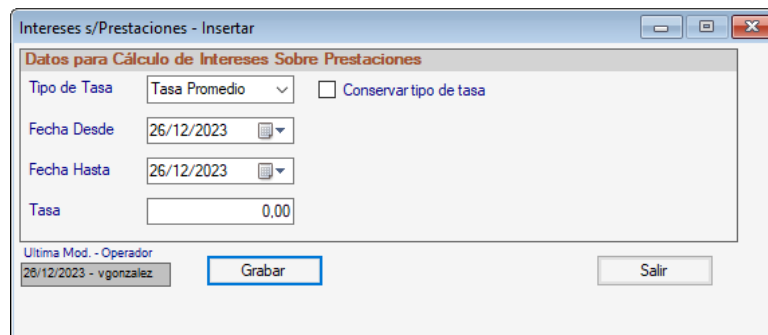 Intereses s/Prestaciones - Insertar
Datos para Cálculo de Intereses Sobre Prestaciones
Tipo de Tasa Tasa Promedio Conservar tipo de tasa
Fecha Desde 26/12/2023
Fecha Hasta 26/12/2023
Tasa 0,00
Ultima Mod. - Operador
26/12/2023 - vgonzalez Grabar Salir